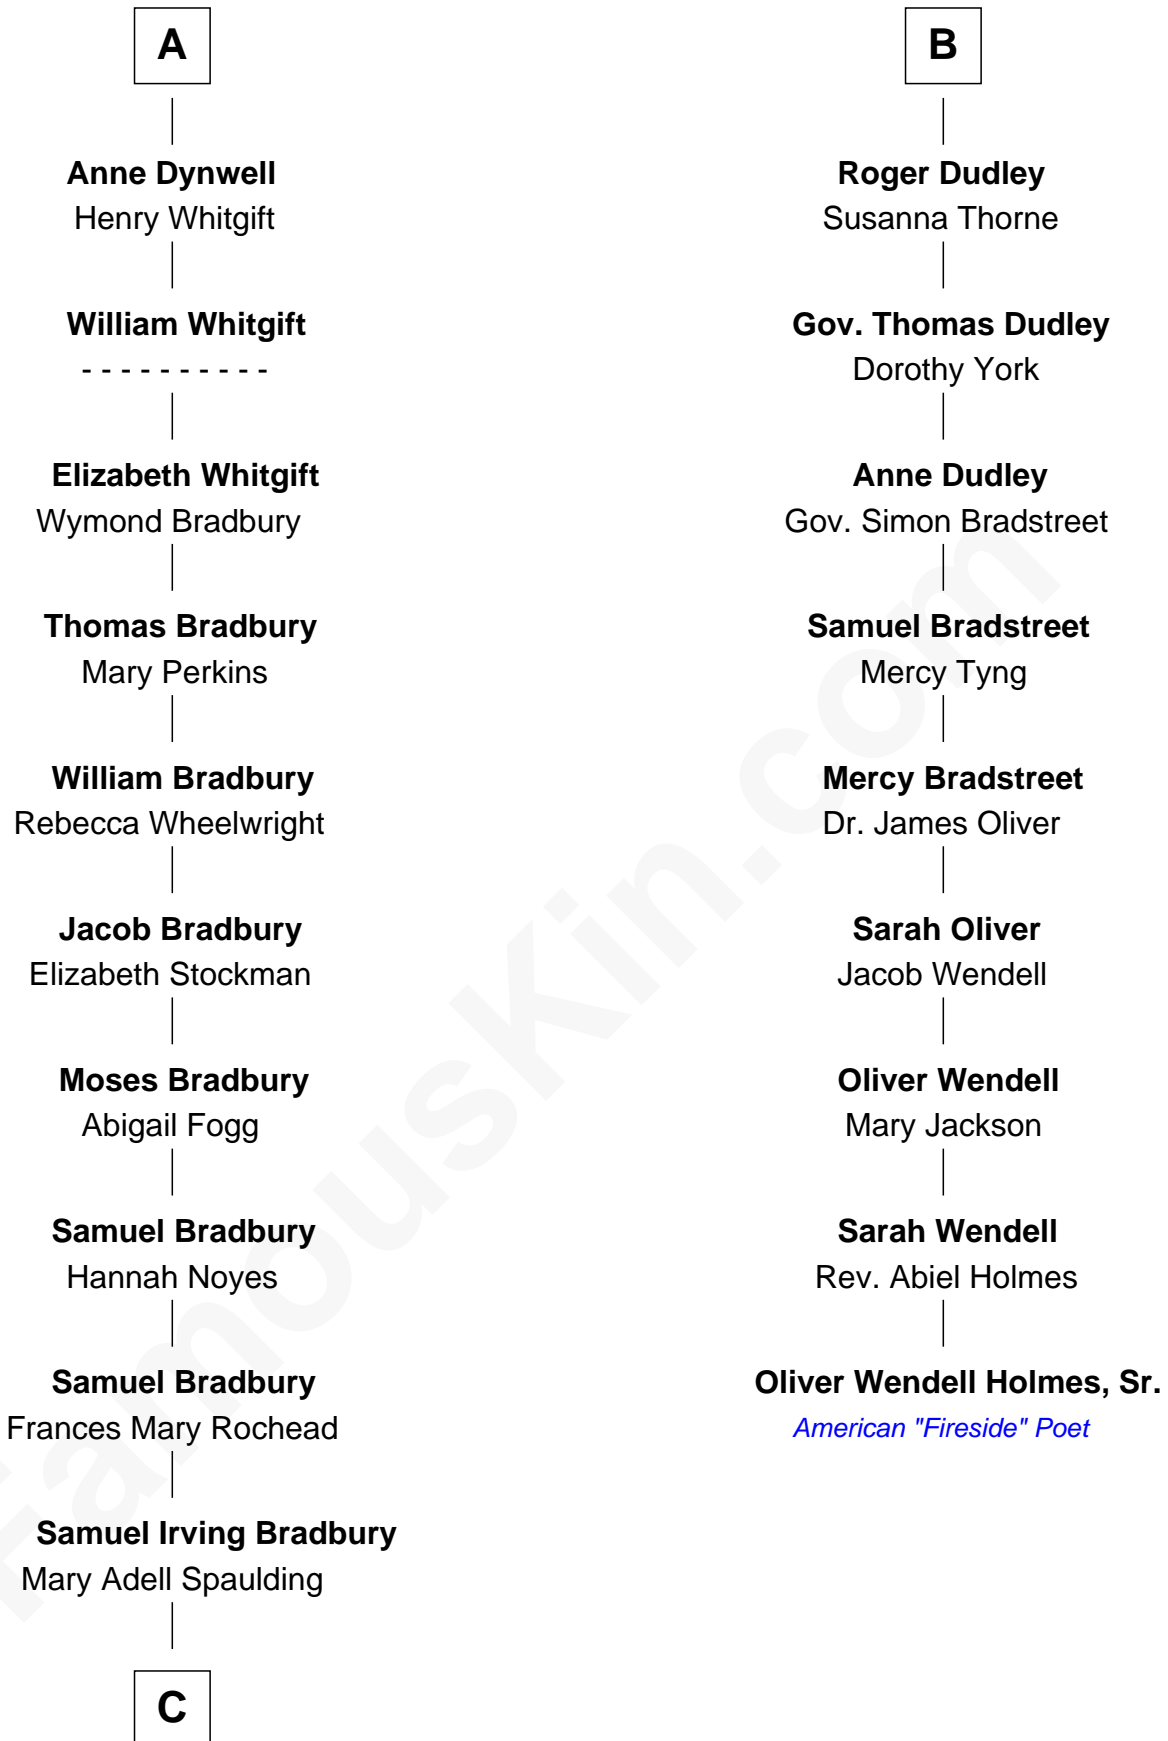 A
Anne Dynwell
Henry Whitgift
William Whitgift
- - - - - - - - - -
Elizabeth Whitgift
Wymond Bradbury
Thomas Bradbury
Mary Perkins
William Bradbury
Rebecca Wheelwright
Jacob Bradbury
Elizabeth Stockman
Moses Bradbury
Abigail Fogg
Samuel Bradbury
Hannah Noyes
Samuel Bradbury
Frances Mary Rochead
Samuel Irving Bradbury
Mary Adell Spaulding
C
B
Roger Dudley
Susanna Thorne
Gov. Thomas Dudley
Dorothy York
Anne Dudley
Gov. Simon Bradstreet
Samuel Bradstreet
Mercy Tyng
Mercy Bradstreet
Dr. James Oliver
Sarah Oliver
Jacob Wendell
Oliver Wendell
Mary Jackson
Sarah Wendell
Rev. Abiel Holmes
Oliver Wendell Holmes, Sr.
American "Fireside" Poet
FamousKin.com